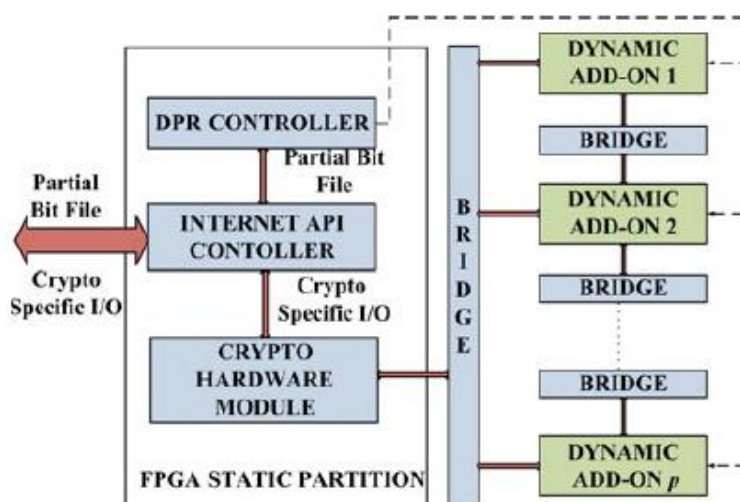 DPR CONTROLLER
Partial Bit
File
Partial
Bit File
INTERNET API
CONTOLLER
Crypto
Specific I/O
Crypto
Specific I/O
CRYPTO
HARDWARE
MODULE
FPGA STATIC PARTITION
BRIDGE
DYNAMIC
ADD-ON 1
BRIDGE
DYNAMIC
ADD-ON 2
BRIDGE
BRIDGE
DYNAMIC
ADD-ON p